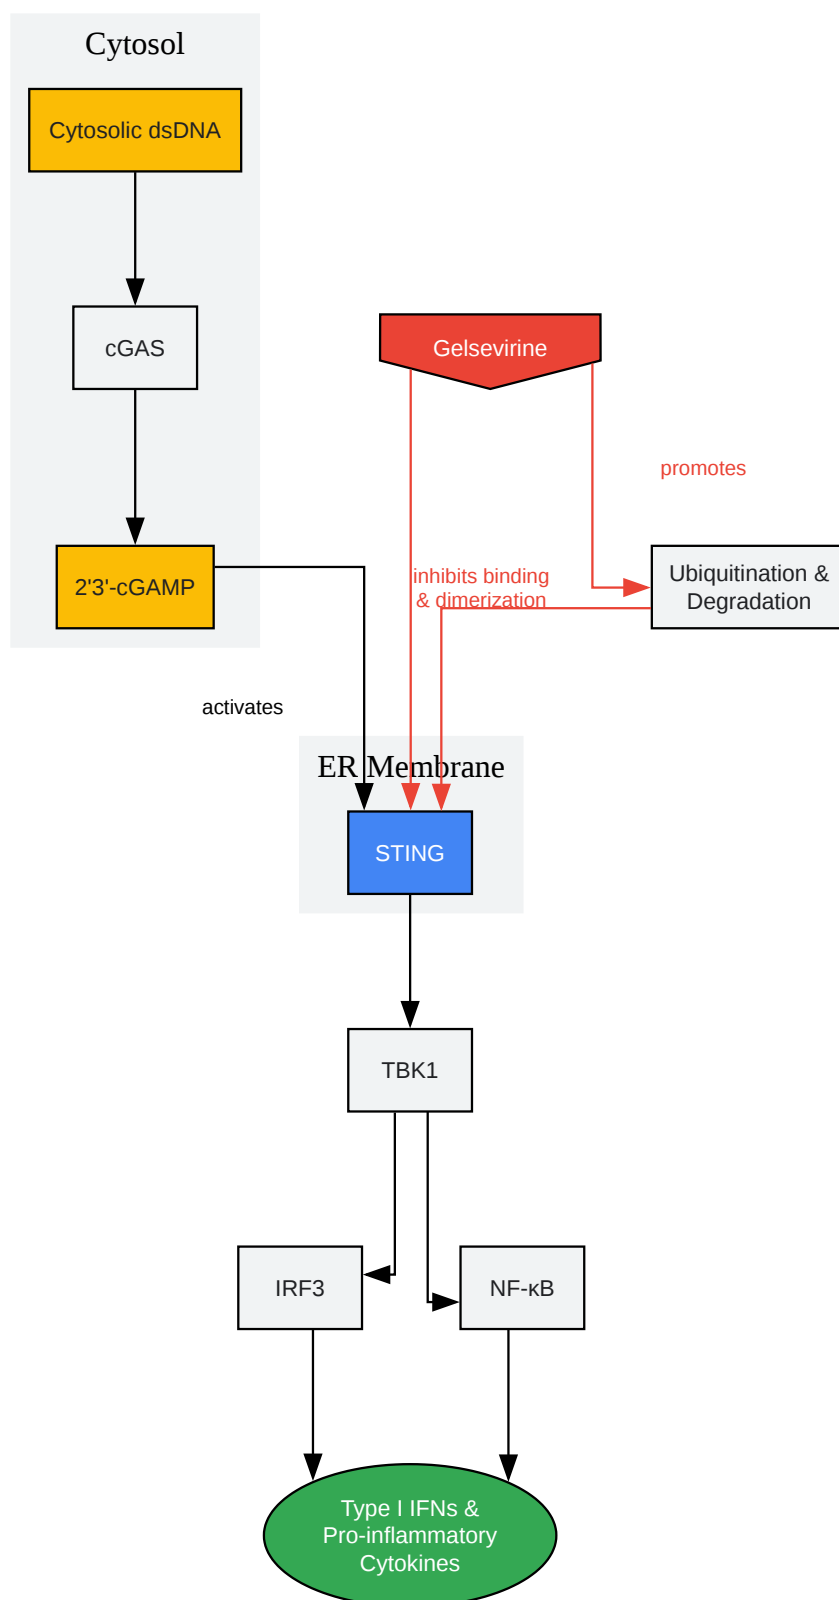 Cytosol
Cytosolic dsDNA
cGAS
Gelsevirine
promotes
2'3'-cGAMP
inhibits binding
& dimerization
Ubiquitination &
Degradation
activates
ER Membrane
STING
TBK1
IRF3
NF-κB
Type I IFNs &
Pro-inflammatory
Cytokines